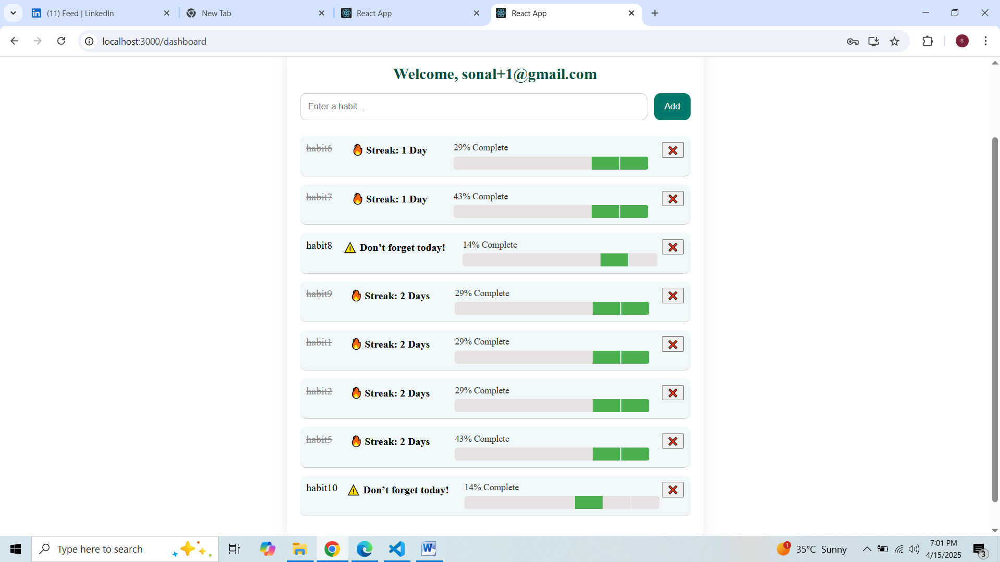 (11) Feed | LinkedIn
New Tab
React App
React App
localhost:3000/dashboard
S
Welcome, sonal+1@gmail.com
Enter a habit...
Add
habit6
🔥 Streak: 1 Day
29% Complete
habit7
🔥 Streak: 1 Day
43% Complete
habit8
⚠️ Don’t forget today!
14% Complete
habit9
🔥 Streak: 2 Days
29% Complete
habit1
🔥 Streak: 2 Days
29% Complete
habit2
🔥 Streak: 2 Days
29% Complete
habit5
🔥 Streak: 2 Days
43% Complete
habit10
⚠️ Don’t forget today!
14% Complete
Type here to search
1
35°C Sunny
7:01 PM
4/15/2025
3